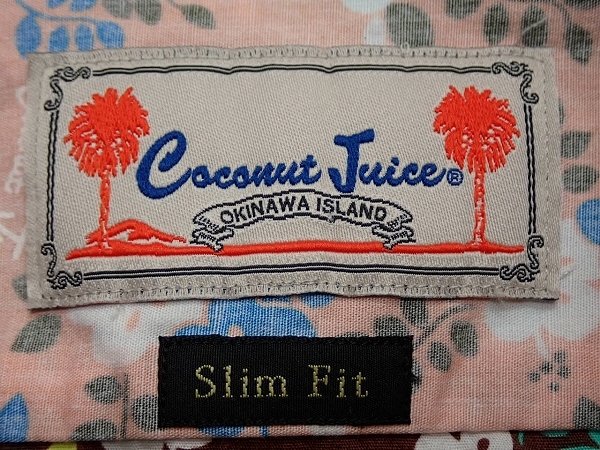 Coconut Juice®
OKINAWA ISLAND
Slim Fit